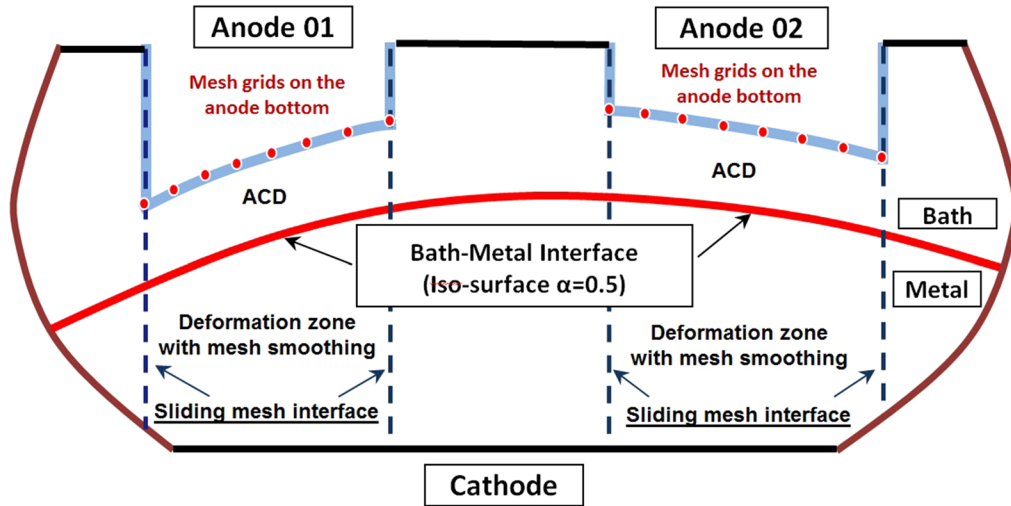 Anode 01
Anode 02
Mesh grids on the
anode bottom
Mesh grids on the
anode bottom
ACD
ACD
Bath
Bath-Metal Interface
(Iso-surface α=0.5)
Metal
Deformation zone
with mesh smoothing
Deformation zone
with mesh smoothing
Sliding mesh interface
Sliding mesh interface
Cathode